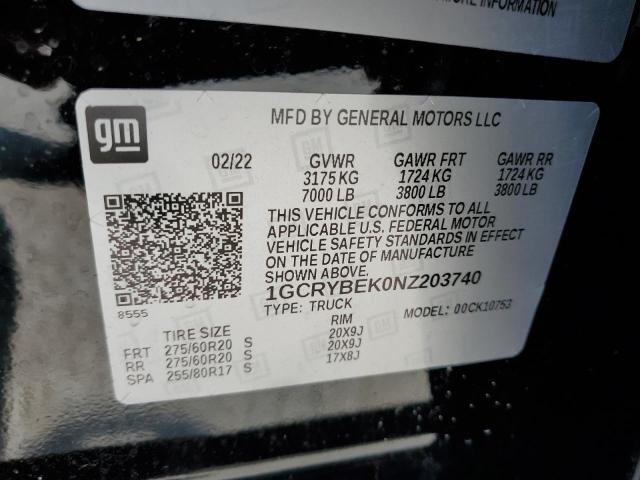 INFORMATION
gm
MFD BY GENERAL MOTORS LLC
02/22 GVWR GAWR FRT GAWR RR
3175 KG 1724 KG 1724 KG
7000 LB 3800 LB 3800 LB
THIS VEHICLE CONFORMS TO ALL
APPLICABLE U.S. FEDERAL MOTOR
VEHICLE SAFETY STANDARDS IN EFFECT
ON THE DATE OF MANUFACTURE
SHOWN ABOVE.
1GCRYBEK0NZ203740
8555
TYPE: TRUCK MODEL: 00CK10753
TIRE SIZE RIM
FRT 275/60R20 S 20X9J
RR 275/60R20 S 20X9J
SPA 255/80R17 S 17X8J